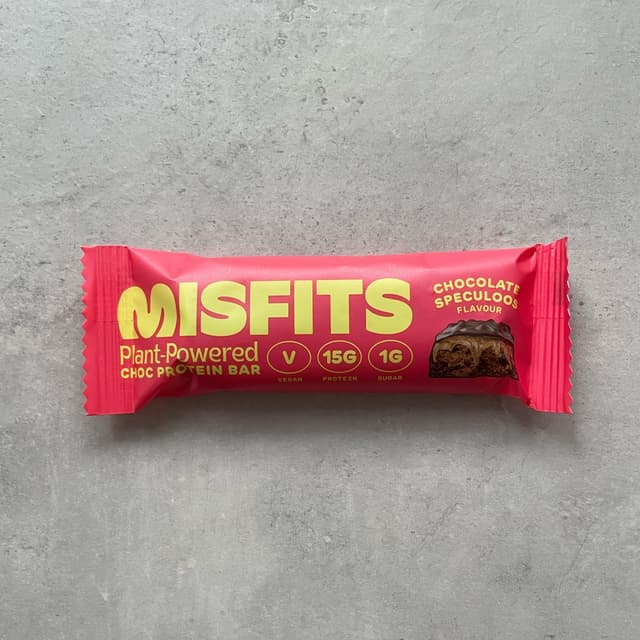 MISFITS
Plant-Powered
CHOC PROTEIN BAR
V
VEGAN
15G
PROTEIN
1G
SUGAR
CHOCOLATE
SPECULOOS
FLAVOUR